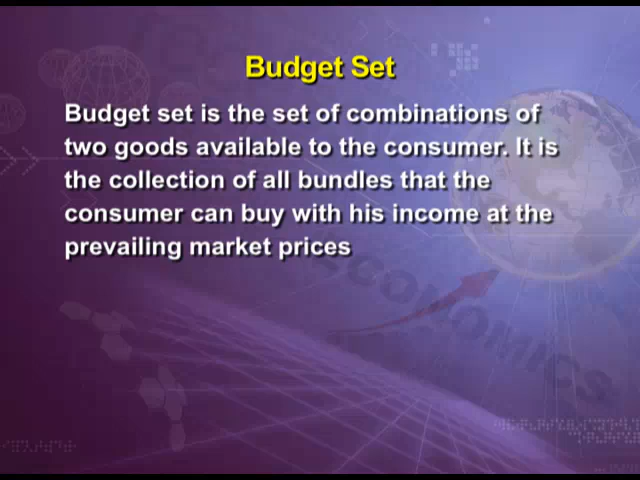 Budget Set
Budget set is the set of combinations of
two goods available to the consumer. It is
the collection of all bundles that the
consumer can buy with his income at the
prevailing market prices
ECONOMICS